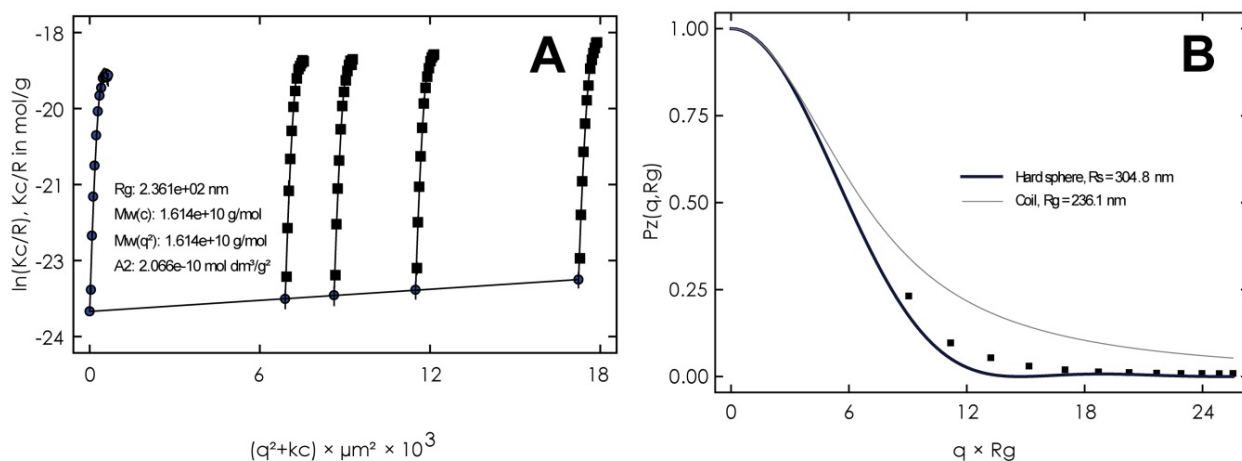 A
ln(Kc/R), Kc/R in mol/g
-18
-19
-20
-21
-23
-24
Rg: 2.361e+02 nm
Mw(c): 1.614e+10 g/mol
Mw(q²): 1.614e+10 g/mol
A2: 2.066e-10 mol dm³/g²
0
6
12
18
(q²+kc) × µm² × 10³
B
Pz(q,Rg)
1.00
0.75
0.50
0.25
0.00
Hard sphere, Rs = 304.8 nm
Coil, Rg = 236.1 nm
0
6
12
18
24
q × Rg